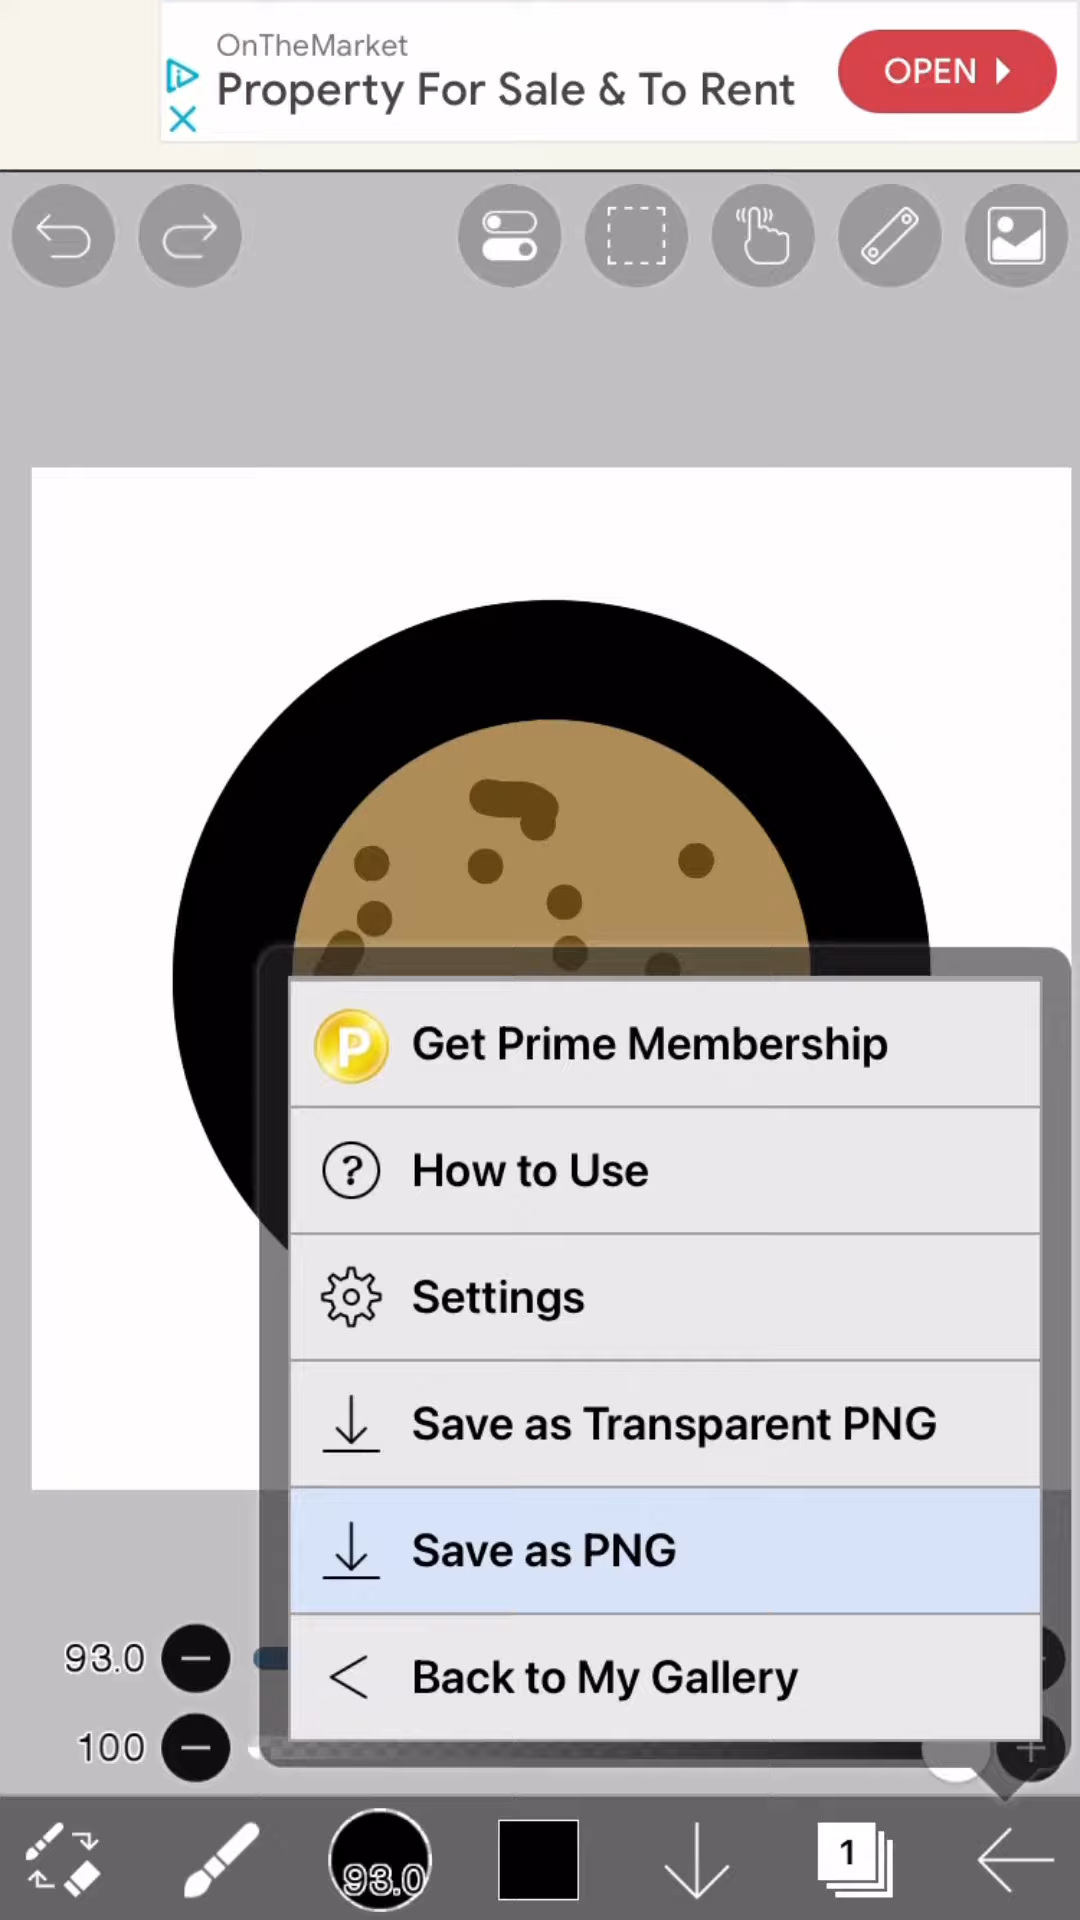 OnTheMarket
Property For Sale & To Rent
OPEN
P
Get Prime Membership
?
How to Use
Settings
Save as Transparent PNG
Save as PNG
Back to My Gallery
93.0
100
93.0
1